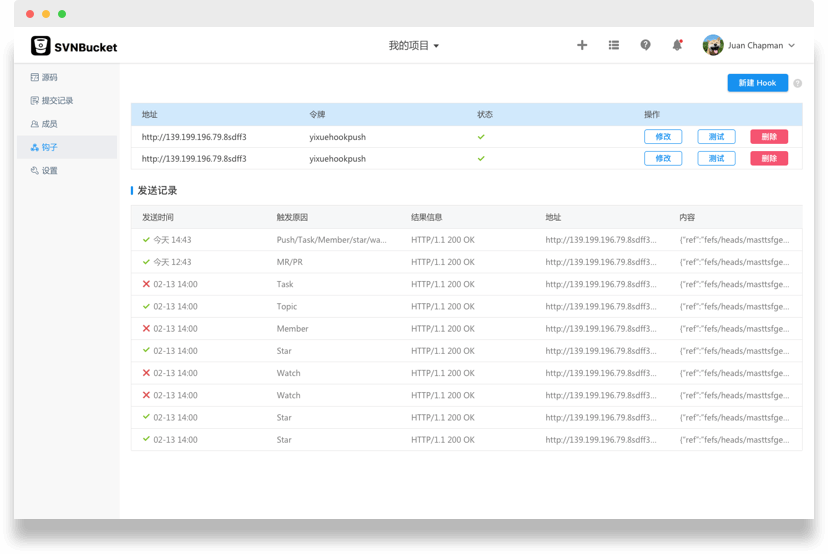 SVNBucket
我的项目
Juan Chapman
源码
提交记录
成员
钩子
设置
新建 Hook
地址 令牌 状态 操作
http://139.199.196.79.8sdff3 yixuehookpush 修改 测试 删除
http://139.199.196.79.8sdff3 yixuehookpush 修改 测试 删除
发送记录
发送时间 触发原因 结果信息 地址 内容
今天 14:43 Push/Task/Member/star/wa... HTTP/1.1 200 OK http://139.199.196.79.8sdff3... {"ref":"fefs/heads/masttsfge...
今天 12:43 MR/PR HTTP/1.1 200 OK http://139.199.196.79.8sdff3... {"ref":"fefs/heads/masttsfge...
02-13 14:00 Task HTTP/1.1 200 OK http://139.199.196.79.8sdff3... {"ref":"fefs/heads/masttsfge...
02-13 14:00 Topic HTTP/1.1 200 OK http://139.199.196.79.8sdff3... {"ref":"fefs/heads/masttsfge...
02-13 14:00 Member HTTP/1.1 200 OK http://139.199.196.79.8sdff3... {"ref":"fefs/heads/masttsfge...
02-13 14:00 Star HTTP/1.1 200 OK http://139.199.196.79.8sdff3... {"ref":"fefs/heads/masttsfge...
02-13 14:00 Watch HTTP/1.1 200 OK http://139.199.196.79.8sdff3... {"ref":"fefs/heads/masttsfge...
02-13 14:00 Watch HTTP/1.1 200 OK http://139.199.196.79.8sdff3... {"ref":"fefs/heads/masttsfge...
02-13 14:00 Star HTTP/1.1 200 OK http://139.199.196.79.8sdff3... {"ref":"fefs/heads/masttsfge...
02-13 14:00 Star HTTP/1.1 200 OK http://139.199.196.79.8sdff3... {"ref":"fefs/heads/masttsfge...